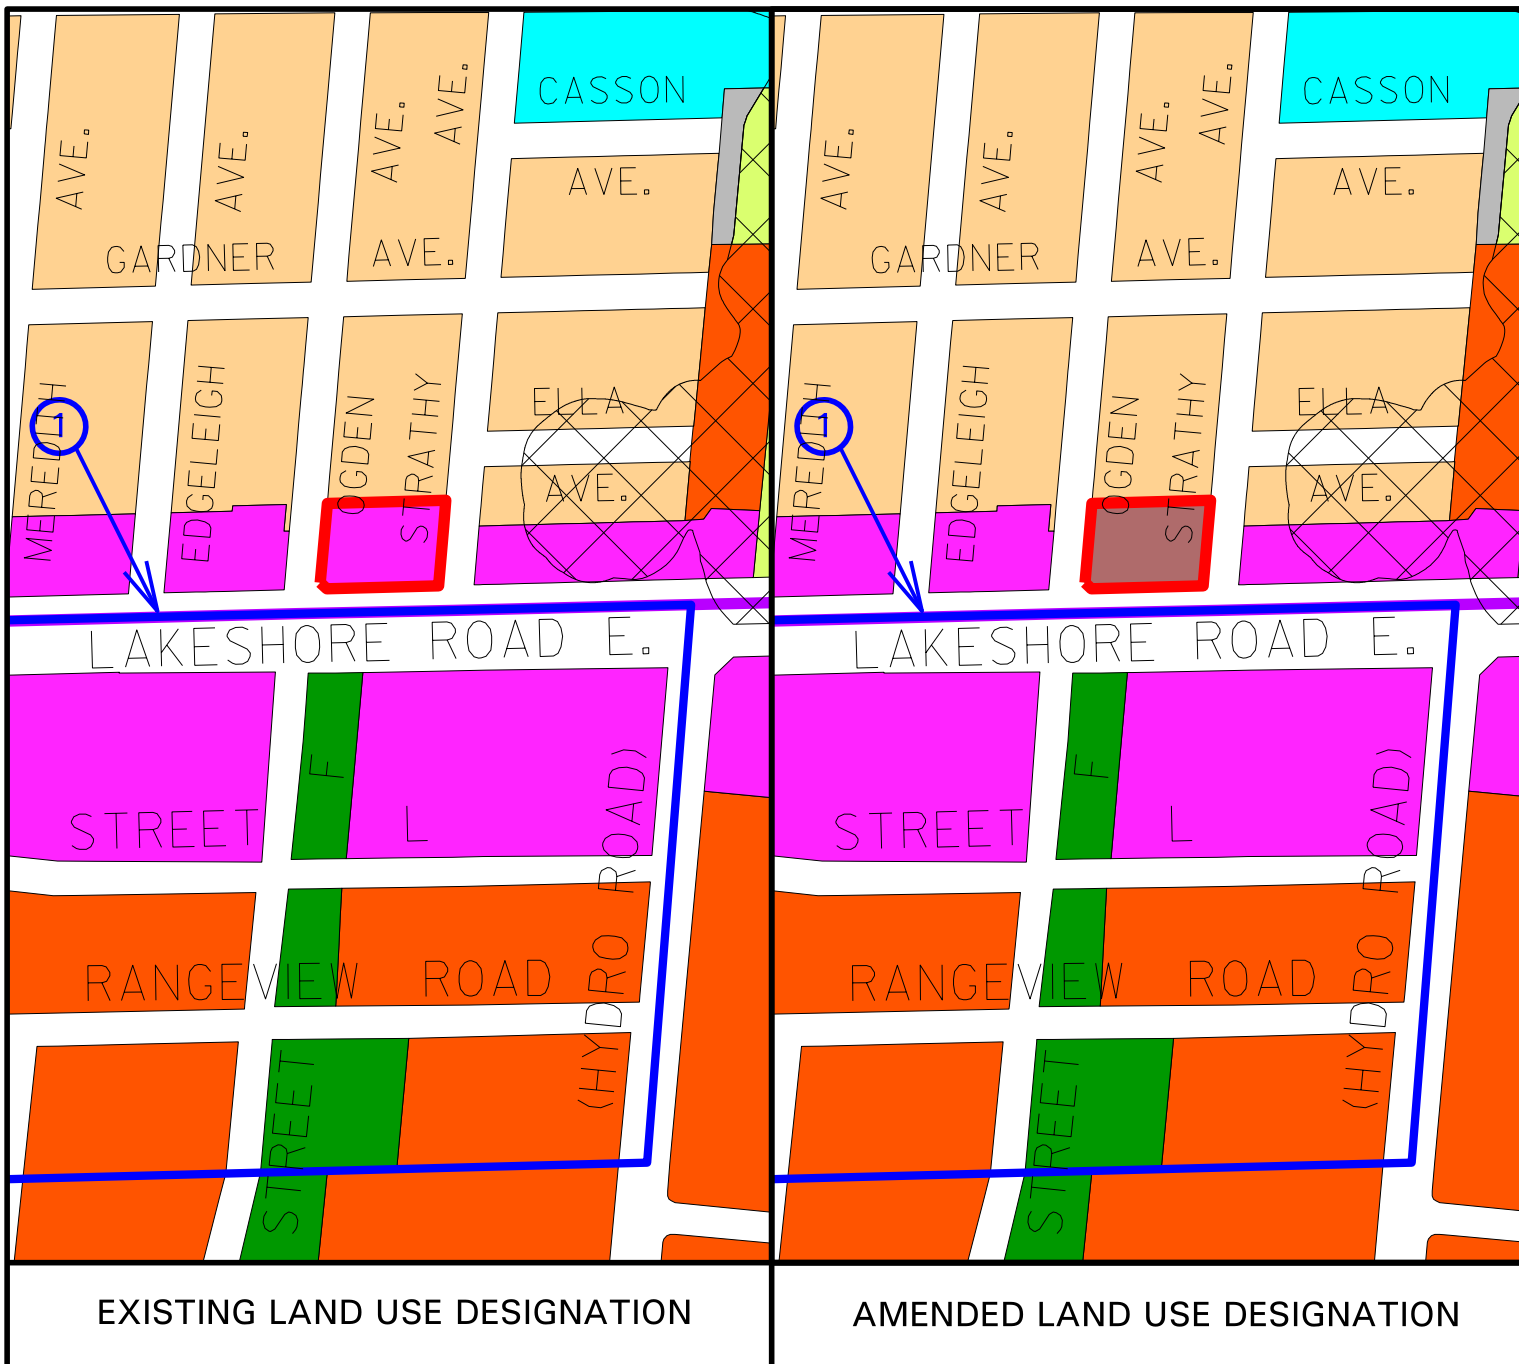 CASSON
AVE.
AVE.
AVE.
AVE.
AVE.
GARDNER AVE.
MEREDITH
EDGELEIGH
OGDEN
STRATHY
ELLA
AVE.
1
LAKESHORE ROAD E.
F
L
STREET
RANGEVIEW ROAD
(HYDRO ROAD)
STREET
EXISTING LAND USE DESIGNATION
CASSON
AVE.
AVE.
AVE.
AVE.
AVE.
GARDNER AVE.
MEREDITH
EDGELEIGH
OGDEN
STRATHY
ELLA
AVE.
1
LAKESHORE ROAD E.
F
L
STREET
RANGEVIEW ROAD
(HYDRO ROAD)
STREET
AMENDED LAND USE DESIGNATION